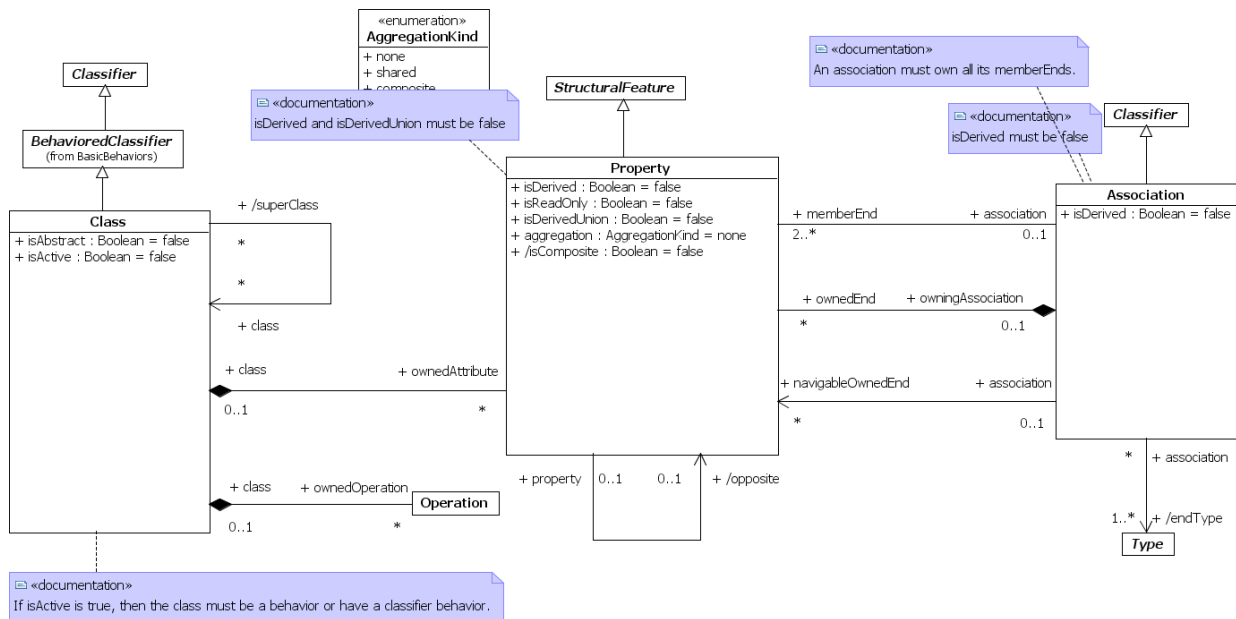 «enumeration»
AggregationKind
+ none
+ shared
+ composite
«documentation»
isDerived and isDerivedUnion must be false
StructuralFeature
«documentation»
An association must own all its memberEnds.
«documentation»
isDerived must be false
Classifier
Classifier
BehavioredClassifier
(from BasicBehaviors)
Class
+ isAbstract : Boolean = false
+ isActive : Boolean = false
+ /superClass
*
*
+ class
Property
+ isDerived : Boolean = false
+ isReadOnly : Boolean = false
+ isDerivedUnion : Boolean = false
+ aggregation : AggregationKind = none
+ /isComposite : Boolean = false
+ memberEnd
+ association
2..*
0..1
+ ownedEnd
+ owningAssociation
*
0..1
+ navigableOwnedEnd
+ association
*
0..1
Association
+ isDerived : Boolean = false
+ class
+ ownedAttribute
0..1
*
+ class
+ ownedOperation
0..1
*
Operation
+ property
0..1
0..1
+ /opposite
*
+ association
1..*
+ /endType
Type
«documentation»
If isActive is true, then the class must be a behavior or have a classifier behavior.